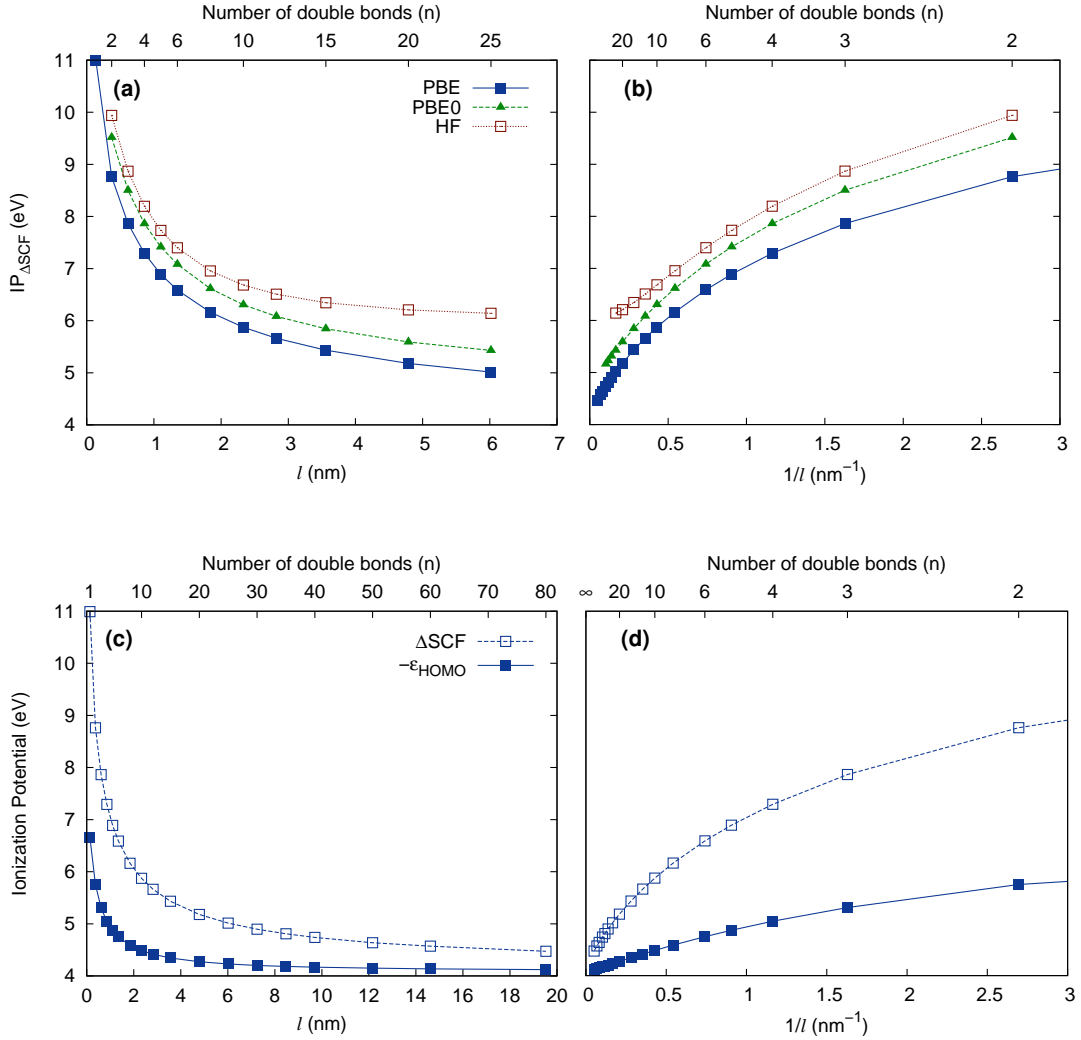 Number of double bonds (n)
2 4 6 10 15 20 25
11
10
9
8
7
6
5
4
IP_ΔSCF (eV)
(a)
PBE
PBE0
HF
0 1 2 3 4 5 6 7
l (nm)
Number of double bonds (n)
20 10 6 4 3 2
(b)
0 0.5 1 1.5 2 2.5 3
1/l (nm⁻¹)
Number of double bonds (n)
1 10 20 30 40 50 60 70 80
11
10
9
8
7
6
5
4
Ionization Potential (eV)
(c)
ΔSCF
−ε_HOMO
0 2 4 6 8 10 12 14 16 18 20
l (nm)
Number of double bonds (n)
∞ 20 10 6 4 3 2
(d)
0 0.5 1 1.5 2 2.5 3
1/l (nm⁻¹)